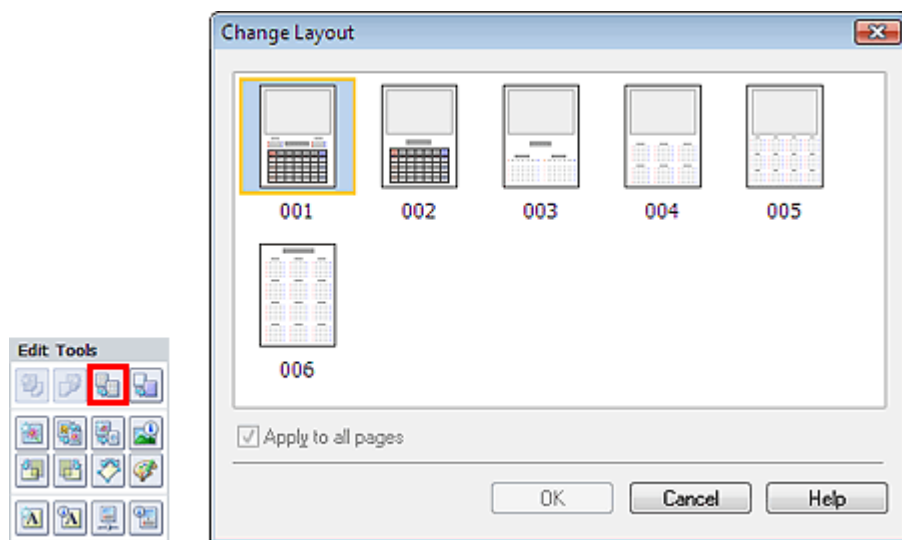 Change Layout
001 002 003 004 005
006
Edit Tools
Apply to all pages
OK Cancel Help